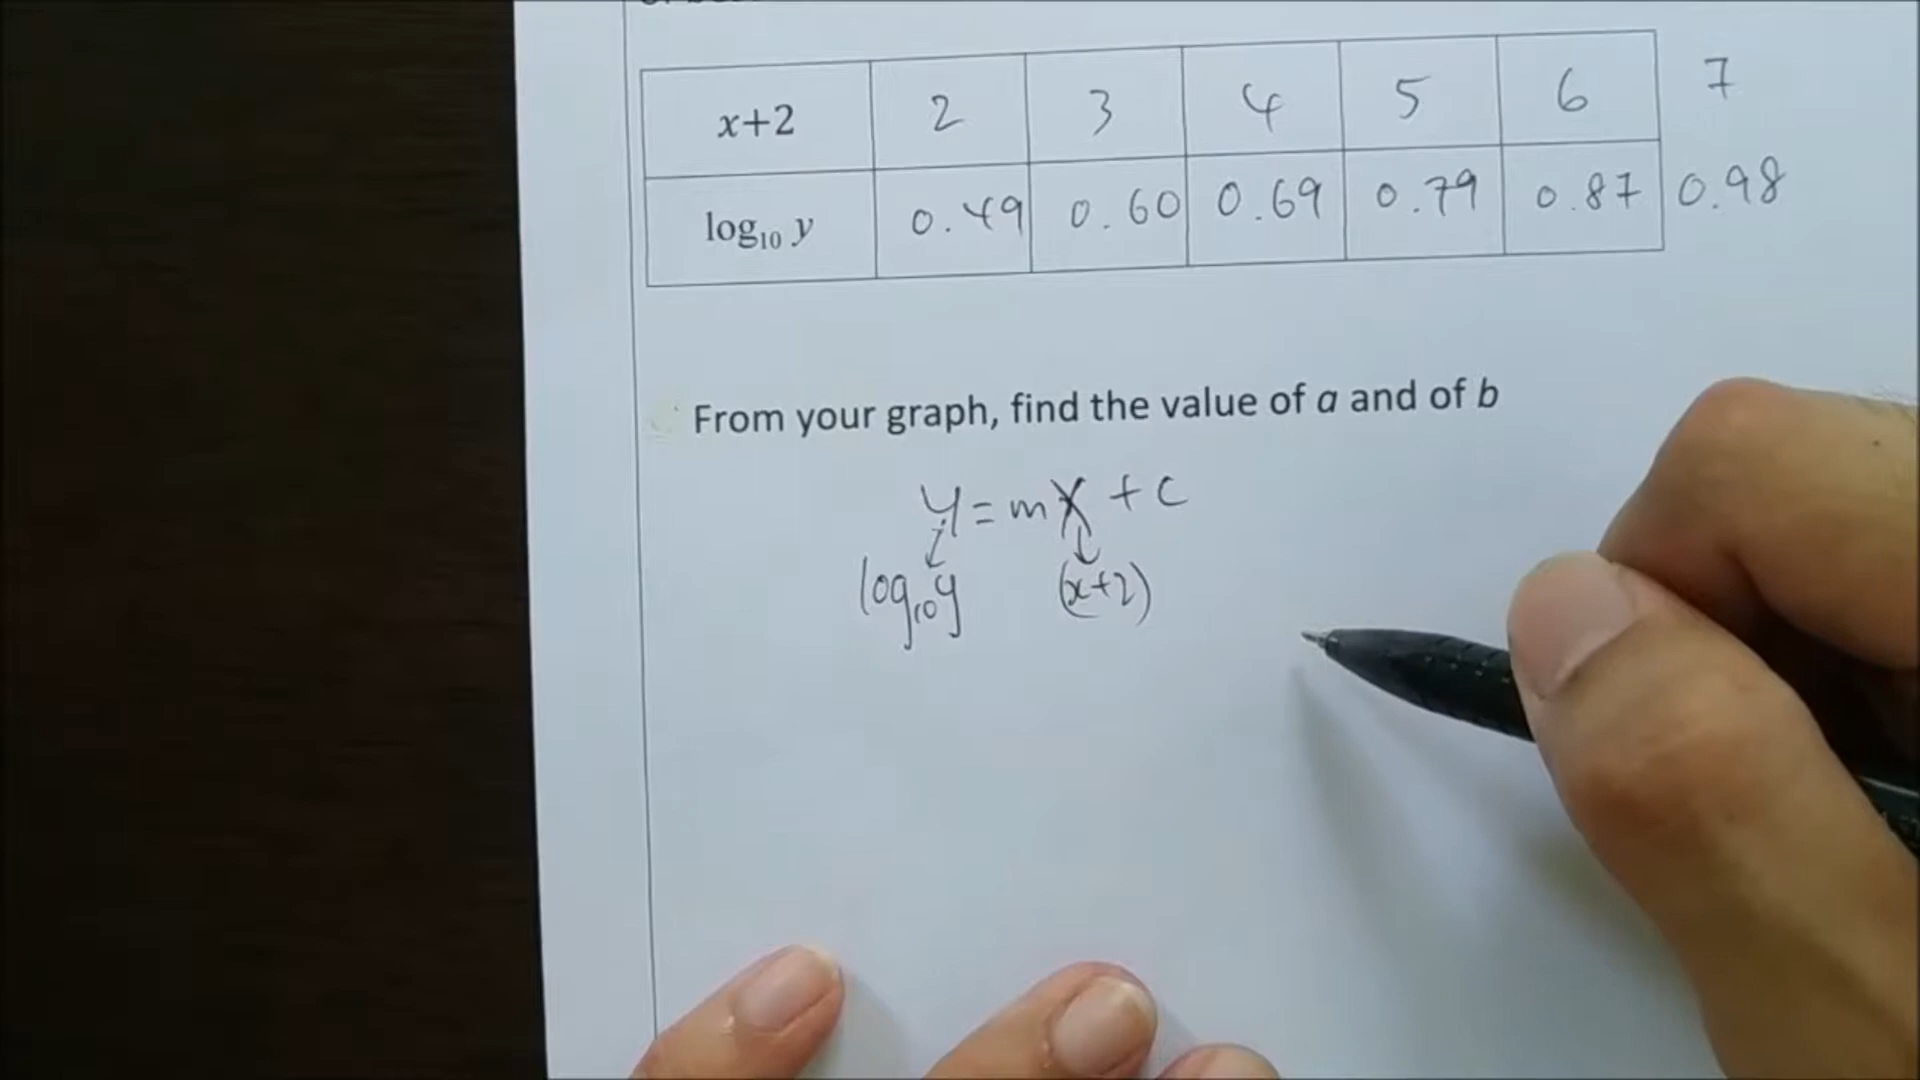 x+2 2 3 4 5 6 7
log₁₀ y 0.49 0.60 0.69 0.79 0.87 0.98
From your graph, find the value of a and of b
y = mX + c
log₁₀y (x+2)